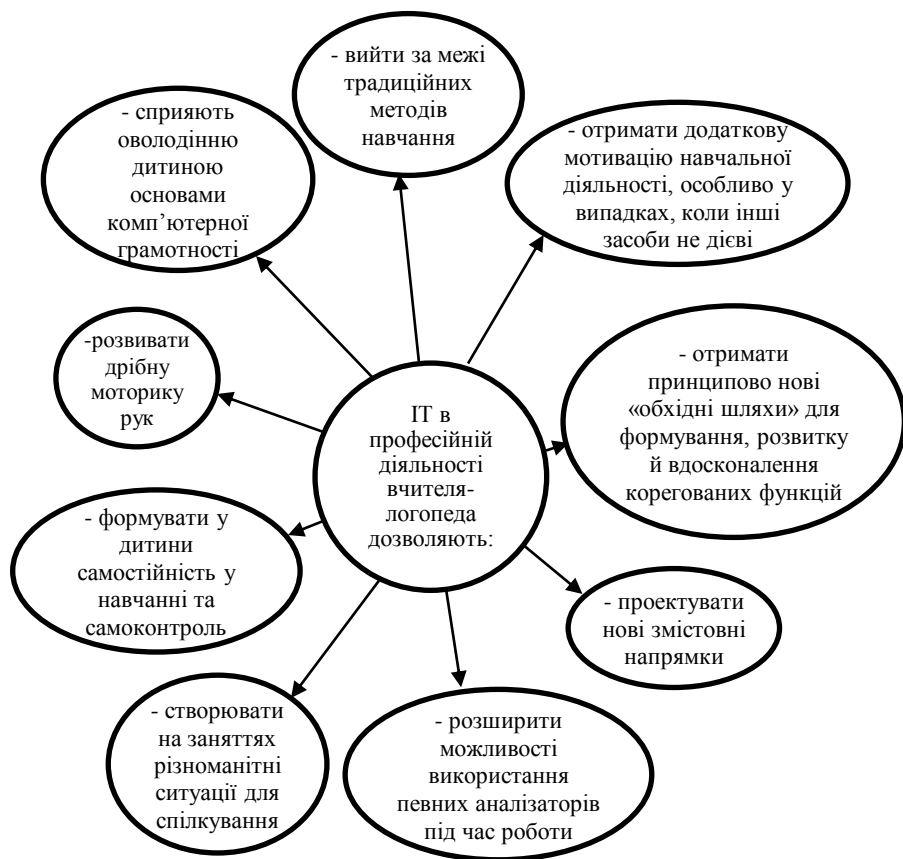 - вийти за межі
традиційних
методів
навчання
- сприяють
оволодінню
дитиною
основами
комп’ютерної
грамотності
- отримати додаткову
мотивацію навчальної
діяльності, особливо у
випадках, коли інші
засоби не дієві
-розвивати
дрібну
моторику
рук
ІТ в
професійній
діяльності
вчителя-
логопеда
дозволяють:
- отримати
принципово нові
«обхідні шляхи» для
формування, розвитку
й вдосконалення
корегованих функцій
- формувати у
дитини
самостійність у
навчанні та
самоконтроль
- проектувати
нові змістовні
напрямки
- створювати
на заняттях
різноманітні
ситуації для
спілкування
- розширити
можливості
використання
певних аналізаторів
під час роботи